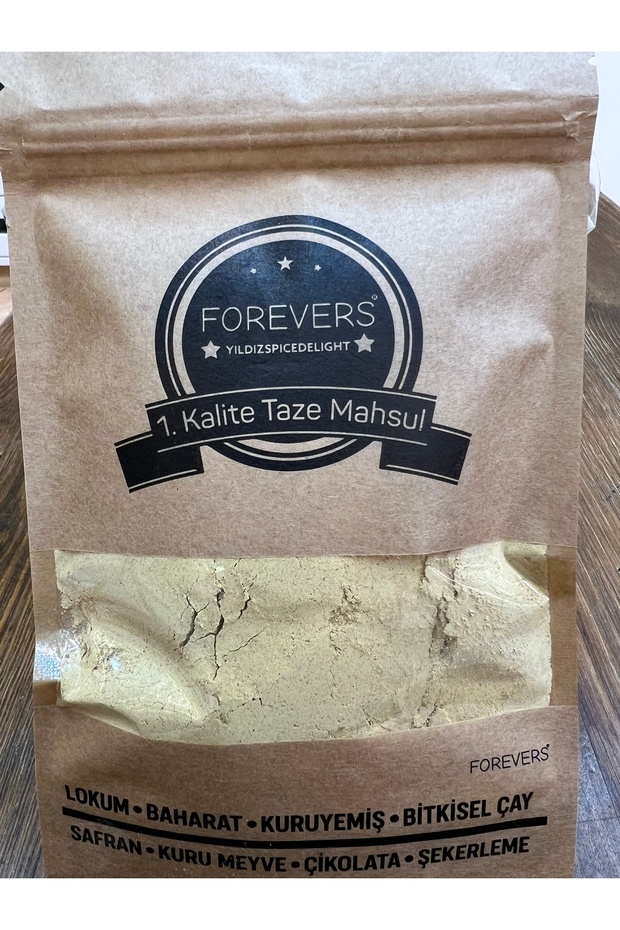 FOREVERS®
YILDIZSPICEDELIGHT
1. Kalite Taze Mahsul
FOREVERS®
LOKUM • BAHARAT • KURUYEMİŞ • BİTKİSEL ÇAY
SAFRAN • KURU MEYVE • ÇİKOLATA • ŞEKERLEME